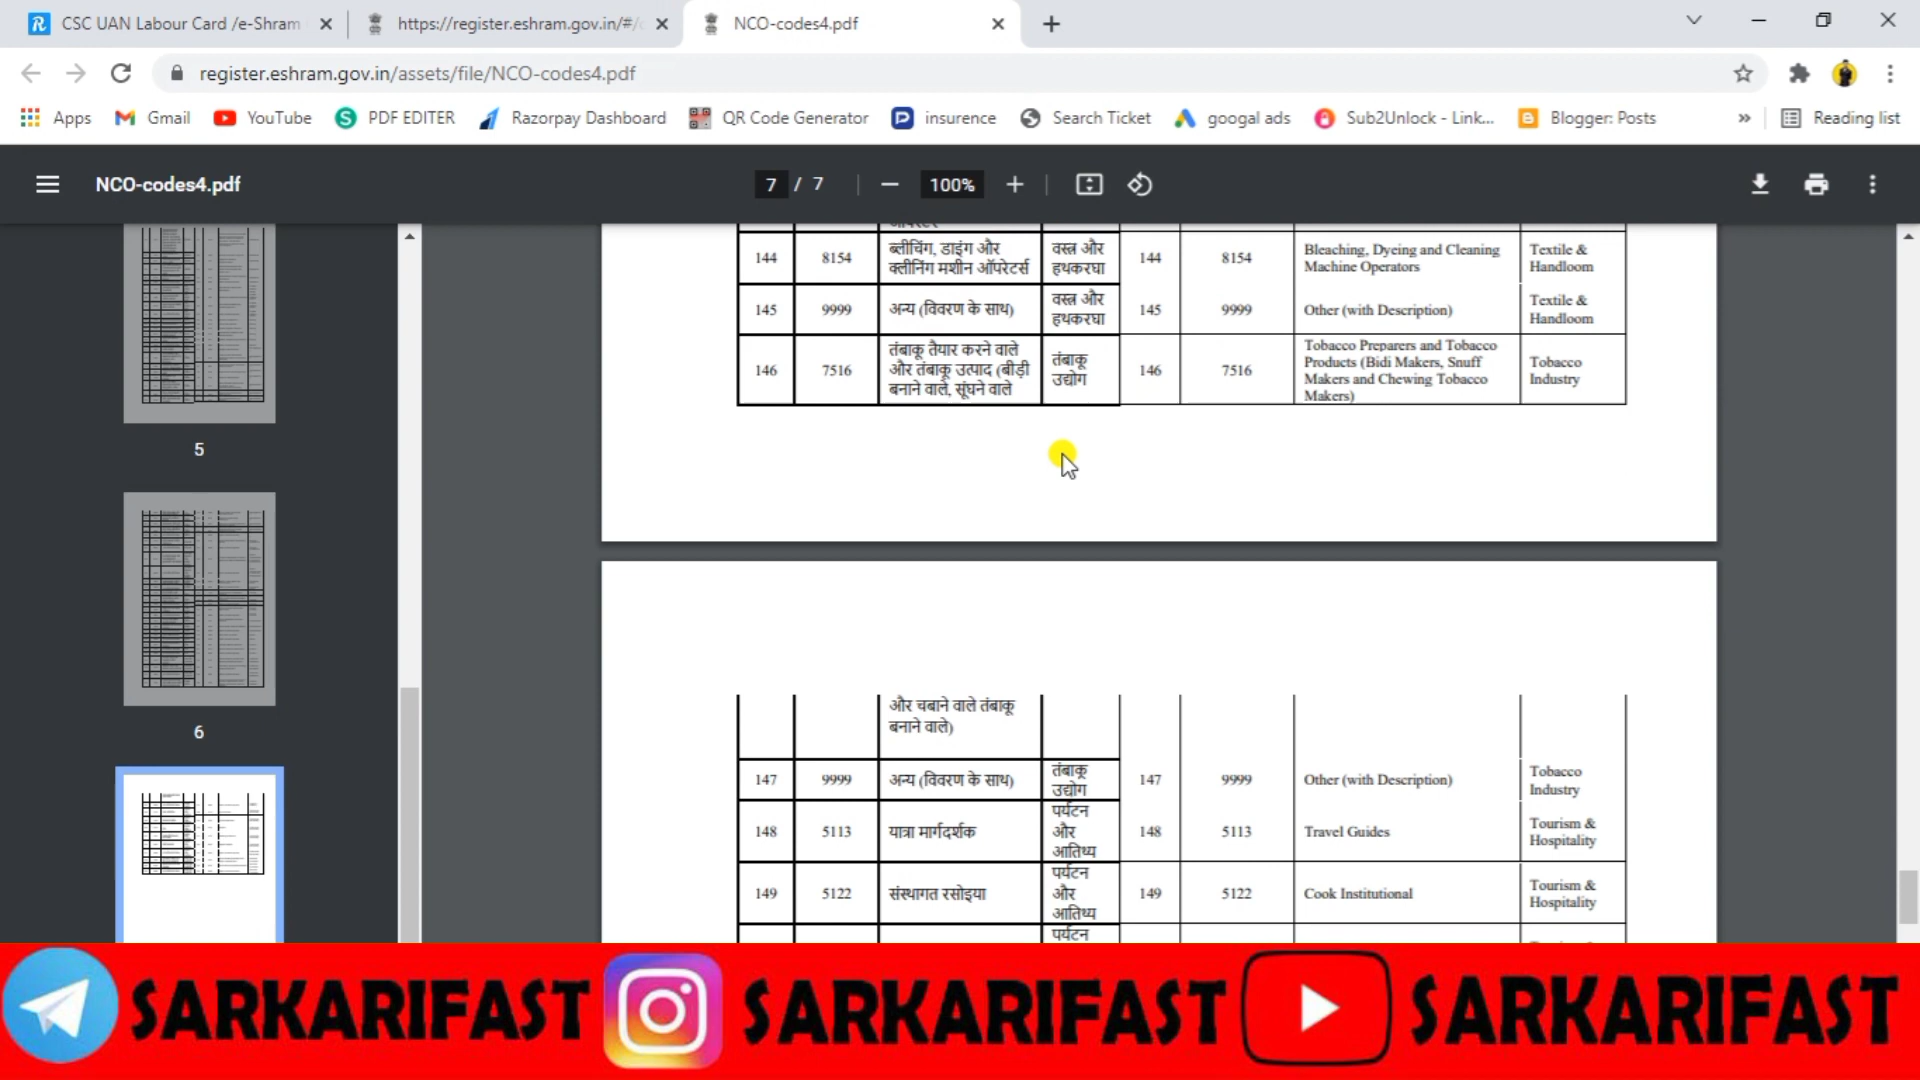 CSC UAN Labour Card /e-Shram
https://register.eshram.gov.in/#/
NCO-codes4.pdf
register.eshram.gov.in/assets/file/NCO-codes4.pdf
Apps Gmail YouTube PDF EDITER Razorpay Dashboard QR Code Generator insurence Search Ticket googal ads Sub2Unlock - Link... Blogger: Posts » Reading list
NCO-codes4.pdf 7 / 7 100%
5
6
144 8154 ब्लीचिंग, डाइंग और वस्त्र और 144 8154 Bleaching, Dyeing and Cleaning Textile &
क्लीनिंग मशीन ऑपरेटर्स हथकरघा Machine Operators Handloom
145 9999 अन्य (विवरण के साथ) वस्त्र और 145 9999 Other (with Description) Textile &
हथकरघा Handloom
तंबाकू तैयार करने वाले Tobacco Preparers and Tobacco
146 7516 और तंबाकू उत्पाद (बीड़ी तंबाकू 146 7516 Products (Bidi Makers, Snuff Tobacco
बनाने वाले, सूंघने वाले उद्योग Makers and Chewing Tobacco Industry
Makers)
और चबाने वाले तंबाकू
बनाने वाले)
147 9999 अन्य (विवरण के साथ) तंबाकू 147 9999 Other (with Description) Tobacco
उद्योग Industry
पर्यटन
148 5113 यात्रा मार्गदर्शक और 148 5113 Travel Guides Tourism &
आतिथ्य Hospitality
पर्यटन
149 5122 संस्थागत रसोइया और 149 5122 Cook Institutional Tourism &
आतिथ्य Hospitality
पर्यटन
SARKARIFAST SARKARIFAST SARKARIFAST